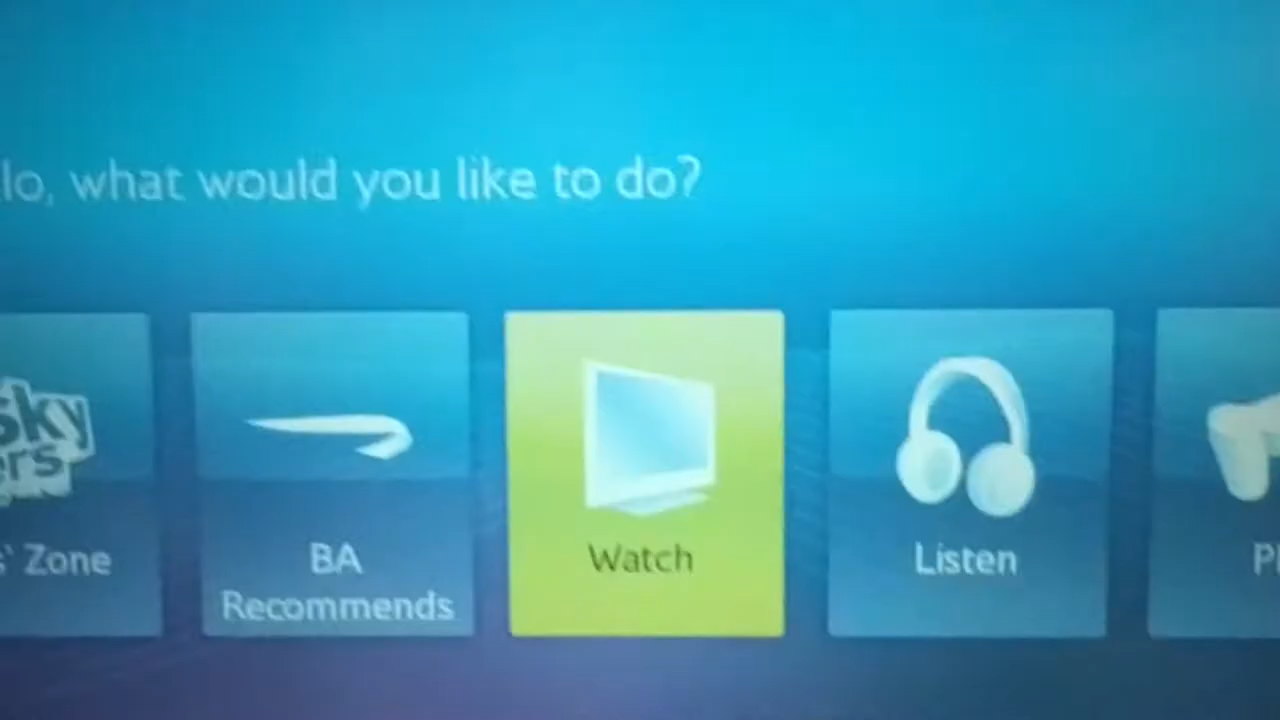 lo, what would you like to do?
sky
ers
s' Zone
BA
Recommends
Watch
Listen
Pl